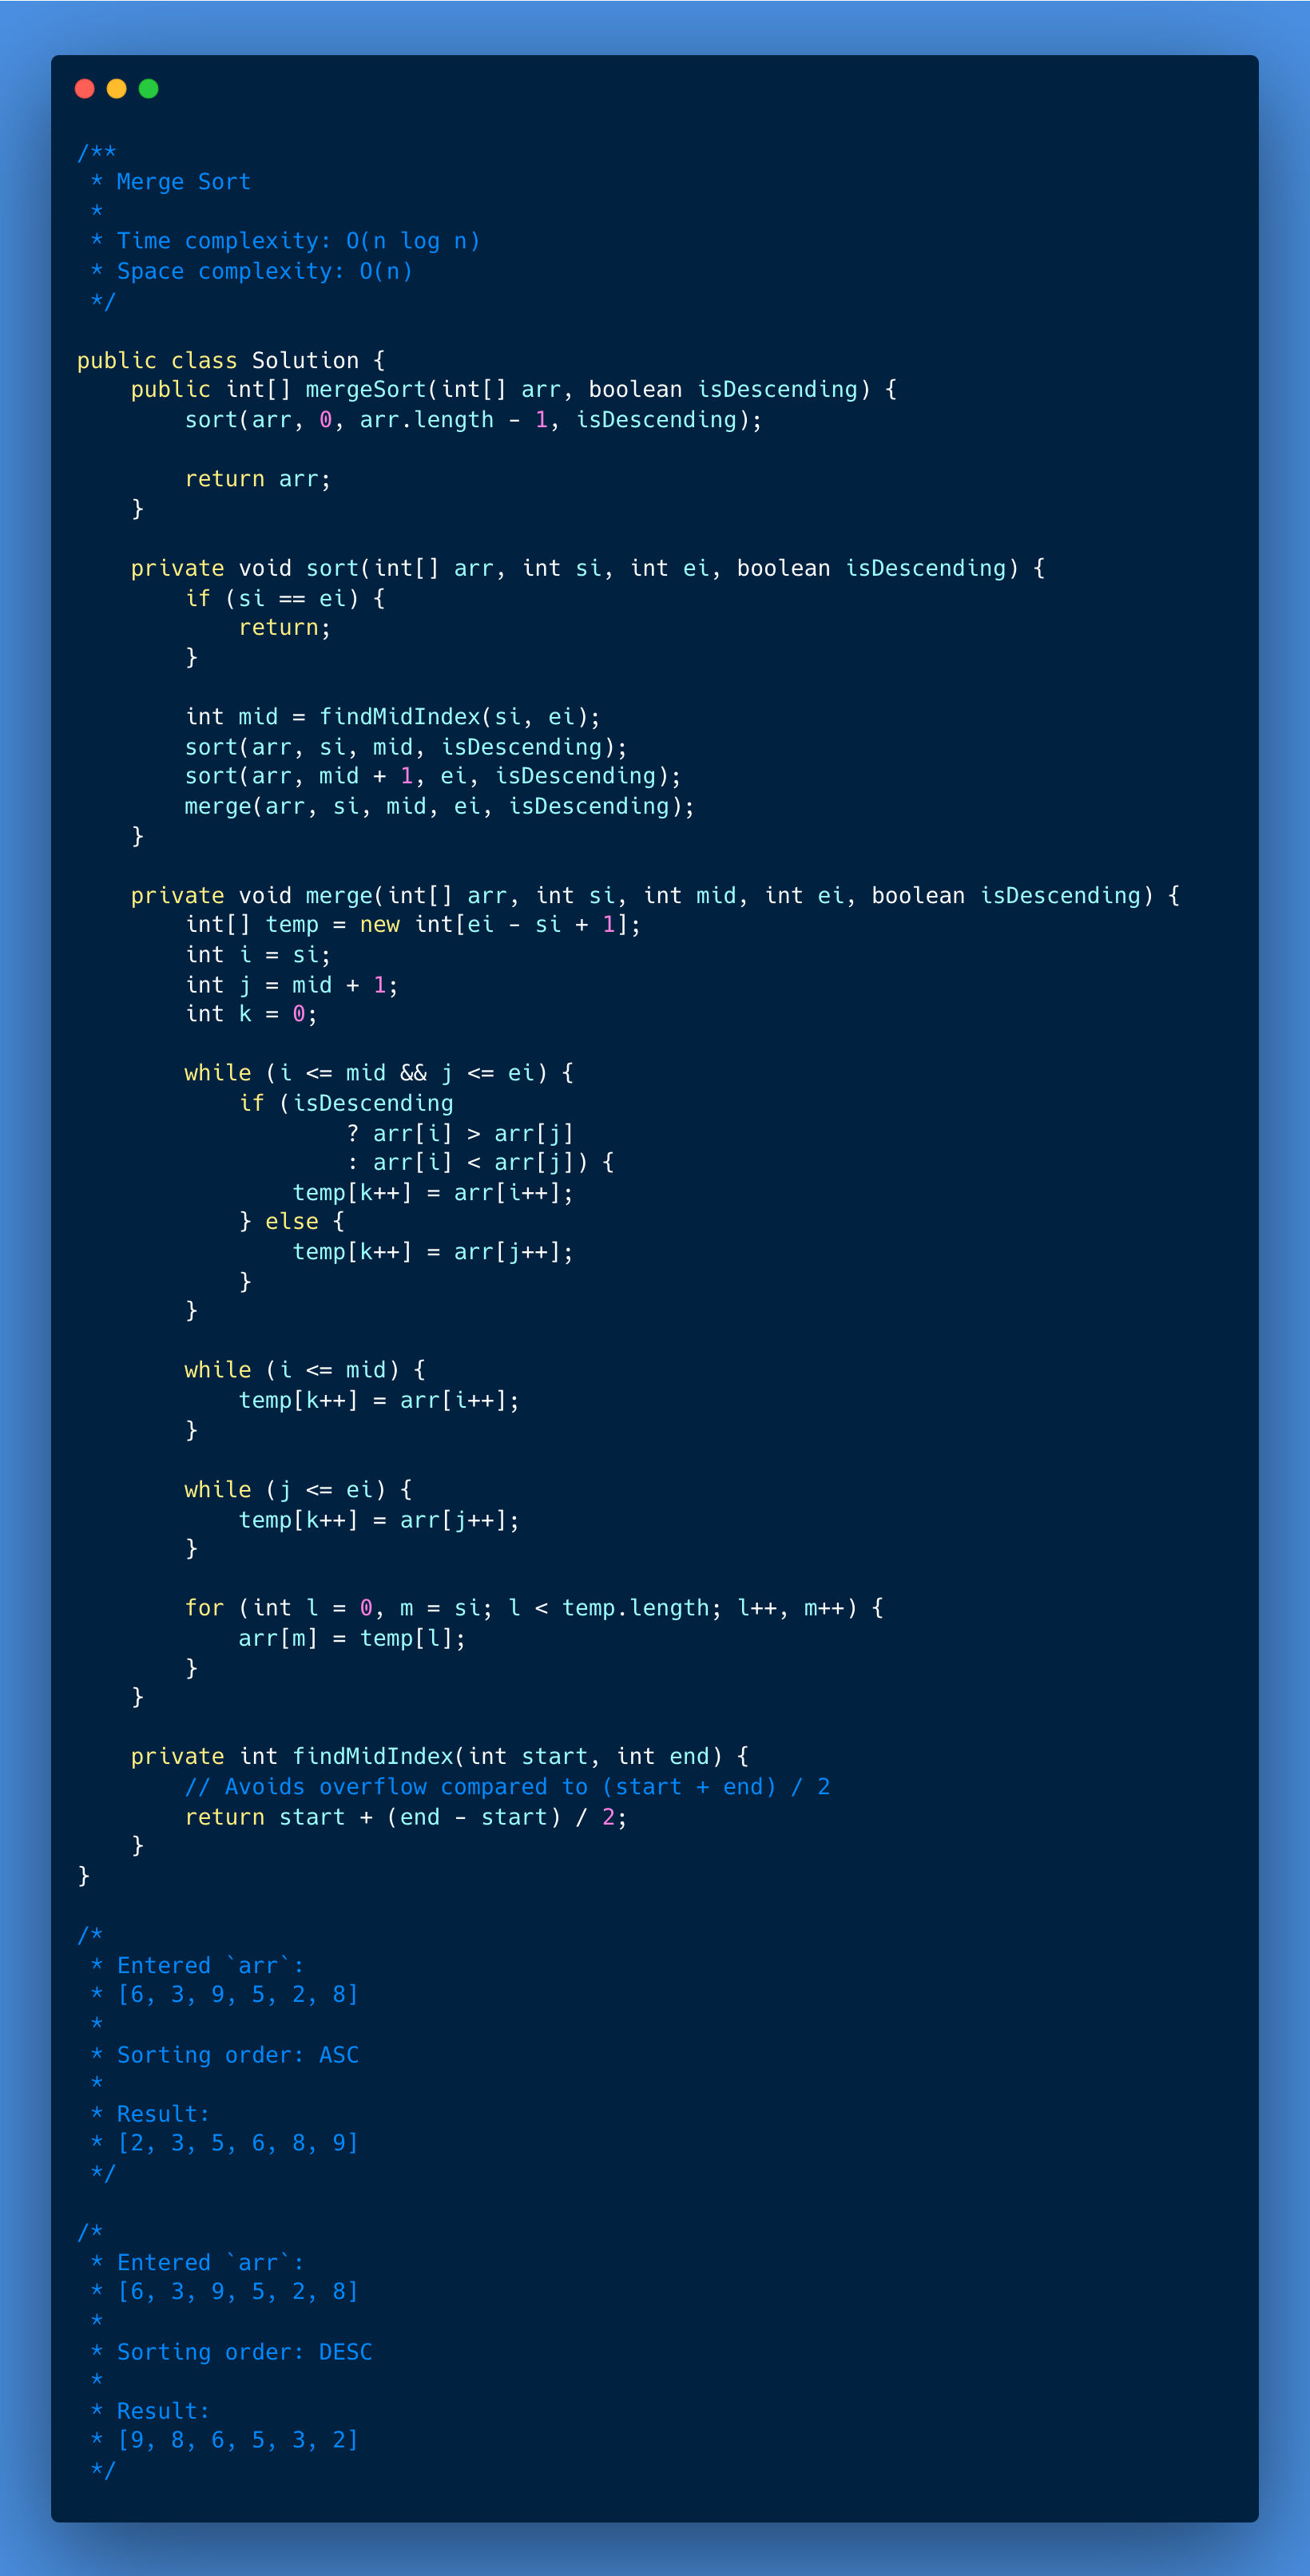 /**
 * Merge Sort
 *
 * Time complexity: O(n log n)
 * Space complexity: O(n)
 */

public class Solution {
    public int[] mergeSort(int[] arr, boolean isDescending) {
        sort(arr, 0, arr.length - 1, isDescending);

        return arr;
    }

    private void sort(int[] arr, int si, int ei, boolean isDescending) {
        if (si == ei) {
            return;
        }

        int mid = findMidIndex(si, ei);
        sort(arr, si, mid, isDescending);
        sort(arr, mid + 1, ei, isDescending);
        merge(arr, si, mid, ei, isDescending);
    }

    private void merge(int[] arr, int si, int mid, int ei, boolean isDescending) {
        int[] temp = new int[ei - si + 1];
        int i = si;
        int j = mid + 1;
        int k = 0;

        while (i <= mid && j <= ei) {
            if (isDescending
                    ? arr[i] > arr[j]
                    : arr[i] < arr[j]) {
                temp[k++] = arr[i++];
            } else {
                temp[k++] = arr[j++];
            }
        }

        while (i <= mid) {
            temp[k++] = arr[i++];
        }

        while (j <= ei) {
            temp[k++] = arr[j++];
        }

        for (int l = 0, m = si; l < temp.length; l++, m++) {
            arr[m] = temp[l];
        }
    }

    private int findMidIndex(int start, int end) {
        // Avoids overflow compared to (start + end) / 2
        return start + (end - start) / 2;
    }
}

/*
 * Entered `arr`:
 * [6, 3, 9, 5, 2, 8]
 *
 * Sorting order: ASC
 *
 * Result:
 * [2, 3, 5, 6, 8, 9]
 */

/*
 * Entered `arr`:
 * [6, 3, 9, 5, 2, 8]
 *
 * Sorting order: DESC
 *
 * Result:
 * [9, 8, 6, 5, 3, 2]
 */